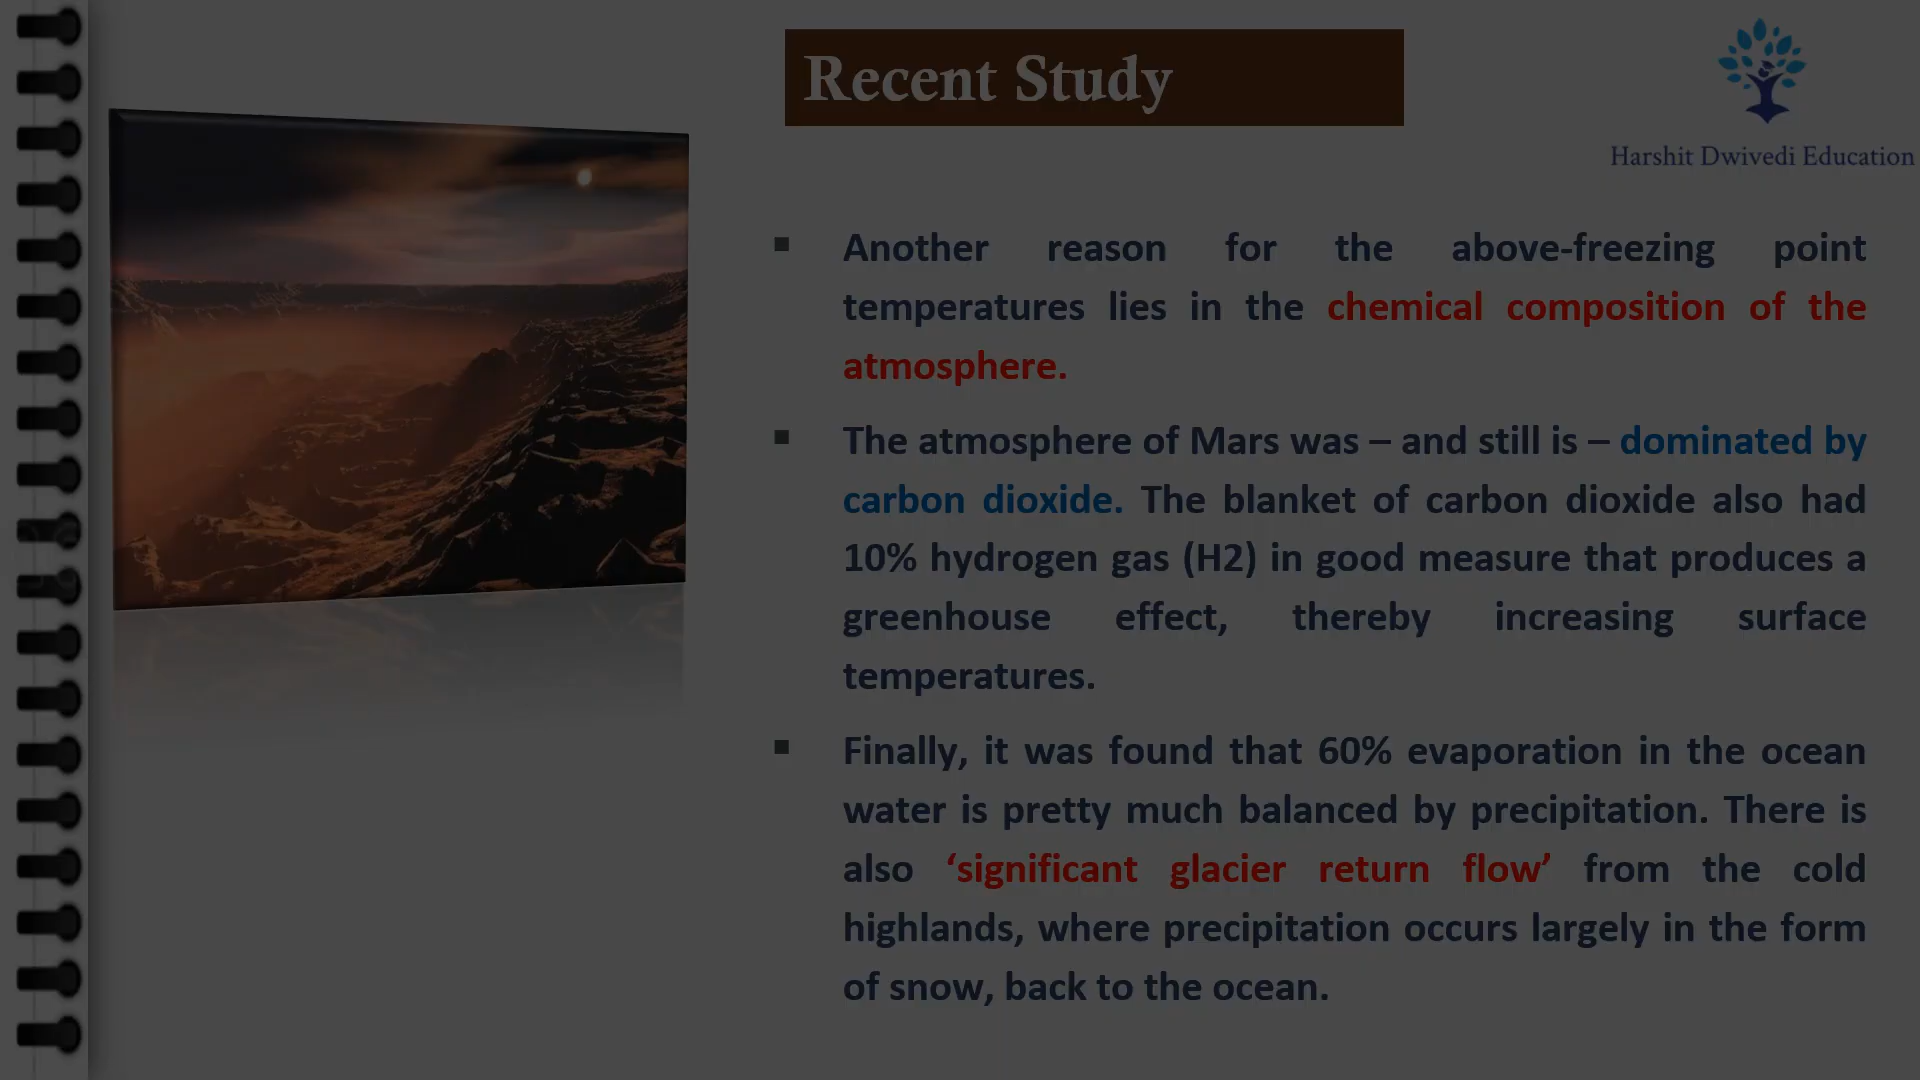 Recent Study
Harshit Dwivedi Education
Another reason for the above-freezing point
temperatures lies in the chemical composition of the
atmosphere.
The atmosphere of Mars was – and still is – dominated by
carbon dioxide. The blanket of carbon dioxide also had
10% hydrogen gas (H2) in good measure that produces a
greenhouse effect, thereby increasing surface
temperatures.
Finally, it was found that 60% evaporation in the ocean
water is pretty much balanced by precipitation. There is
also ‘significant glacier return flow’ from the cold
highlands, where precipitation occurs largely in the form
of snow, back to the ocean.